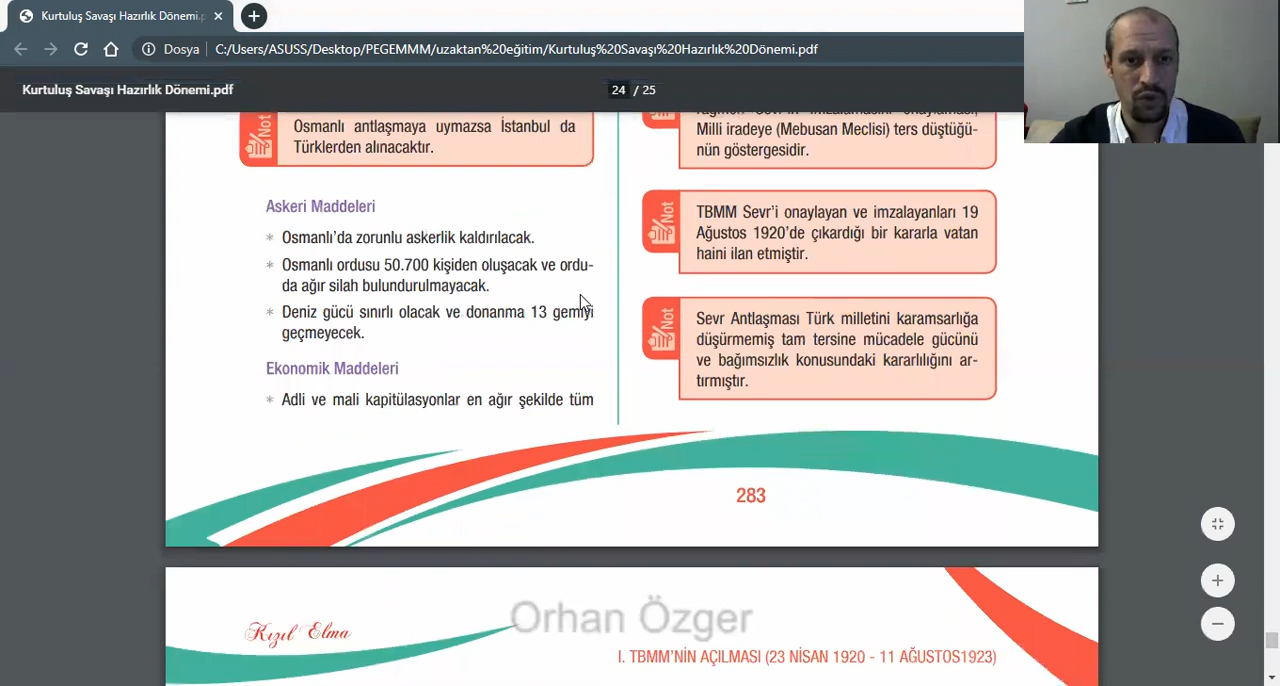 Kurtuluş Savaşı Hazırlık Dönemi.p
Dosya
C:/Users/ASUSS/Desktop/PEGEMMM/uzaktan%20eğitim/Kurtuluş%20Savaşı%20Hazırlık%20Dönemi.pdf
Kurtuluş Savaşı Hazırlık Dönemi.pdf
24 / 25
Not
Osmanlı antlaşmaya uymazsa İstanbul da
Türklerden alınacaktır.
Askeri Maddeleri
* Osmanlı'da zorunlu askerlik kaldırılacak.
* Osmanlı ordusu 50.700 kişiden oluşacak ve ordu-
da ağır silah bulundurulmayacak.
* Deniz gücü sınırlı olacak ve donanma 13 gemiyi
geçmeyecek.
Ekonomik Maddeleri
* Adli ve mali kapitülasyonlar en ağır şekilde tüm
Milli iradeye (Mebusan Meclisi) ters düştüğü-
nün göstergesidir.
Not
TBMM Sevr'i onaylayan ve imzalayanları 19
Ağustos 1920'de çıkardığı bir kararla vatan
haini ilan etmiştir.
Not
Sevr Antlaşması Türk milletini karamsarlığa
düşürmemiş tam tersine mücadele gücünü
ve bağımsızlık konusundaki kararlılığını ar-
tırmıştır.
283
Kızıl Elma
Orhan Özger
I. TBMM'NİN AÇILMASI (23 NİSAN 1920 - 11 AĞUSTOS1923)